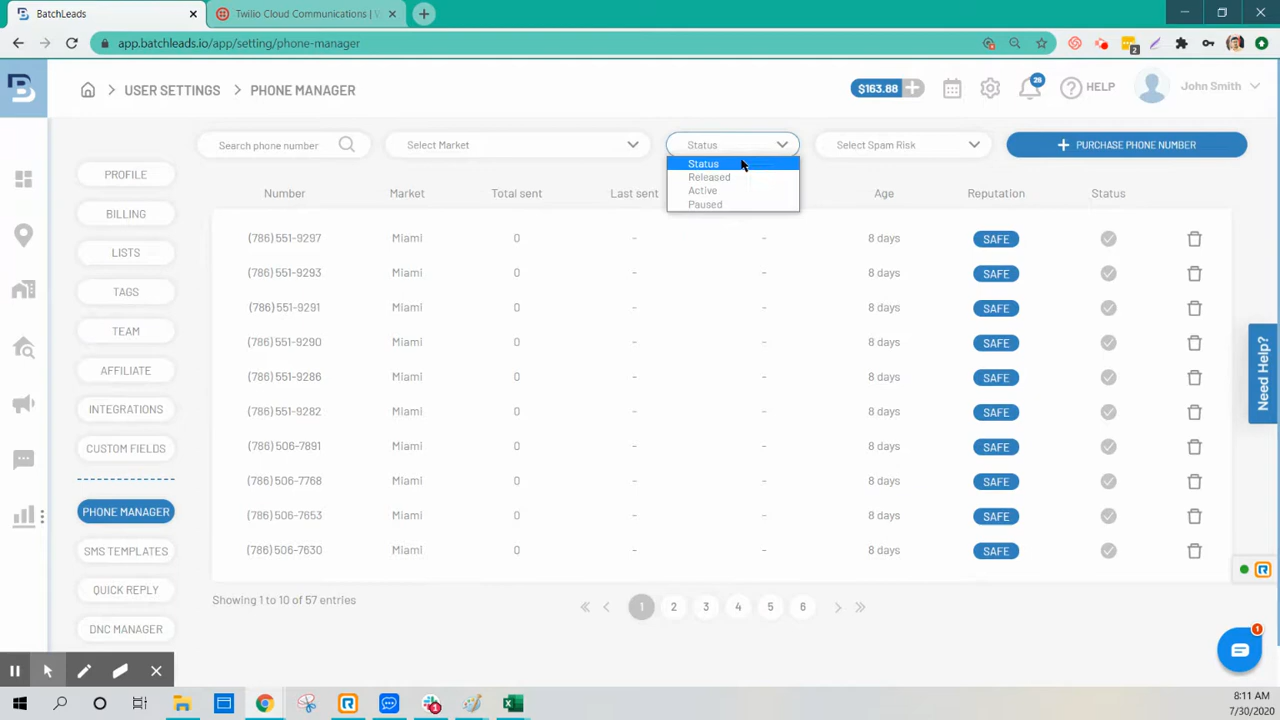 BatchLeads
Twilio Cloud Communications |
app.batchleads.io/app/setting/phone-manager
2
USER SETTINGS
PHONE MANAGER
$163.88
28
HELP
John Smith
Search phone number
Select Market
Status
Select Spam Risk
PURCHASE PHONE NUMBER
Status
Released
Active
Paused
PROFILE
BILLING
LISTS
TAGS
TEAM
AFFILIATE
INTEGRATIONS
CUSTOM FIELDS
PHONE MANAGER
SMS TEMPLATES
QUICK REPLY
DNC MANAGER
Number Market Total sent Last sent Age Reputation Status
(786) 551-9297 Miami 0 - - 8 days SAFE
(786) 551-9293 Miami 0 - - 8 days SAFE
(786) 551-9291 Miami 0 - - 8 days SAFE
(786) 551-9290 Miami 0 - - 8 days SAFE
(786) 551-9286 Miami 0 - - 8 days SAFE
(786) 551-9282 Miami 0 - - 8 days SAFE
(786) 506-7891 Miami 0 - - 8 days SAFE
(786) 506-7768 Miami 0 - - 8 days SAFE
(786) 506-7653 Miami 0 - - 8 days SAFE
(786) 506-7630 Miami 0 - - 8 days SAFE
Showing 1 to 10 of 57 entries
1 2 3 4 5 6
Need Help?
1
8:11 AM
7/30/2020